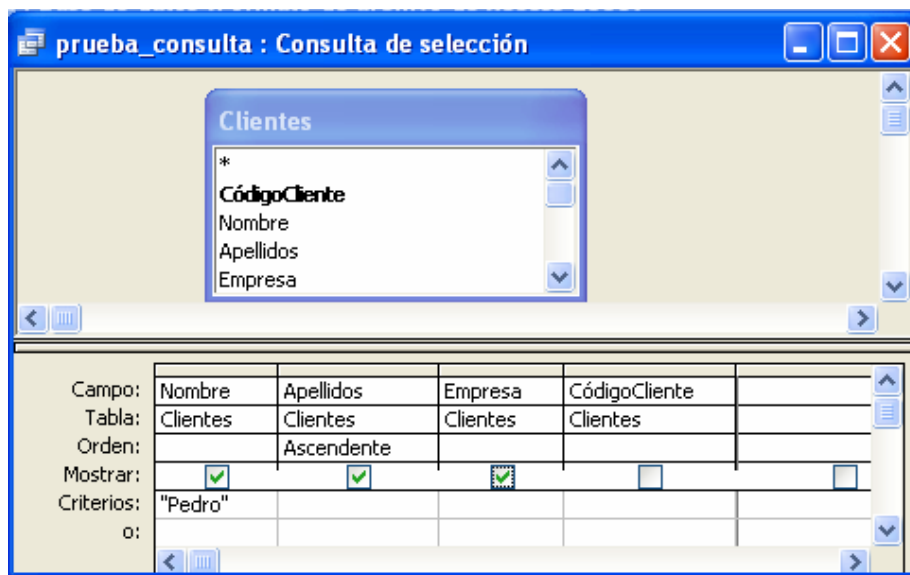 prueba_consulta : Consulta de selección
Clientes
*
CódigoCliente
Nombre
Apellidos
Empresa
Campo: Nombre Apellidos Empresa CódigoCliente
Tabla: Clientes Clientes Clientes Clientes
Orden: Ascendente
Mostrar:
Criterios: "Pedro"
o: